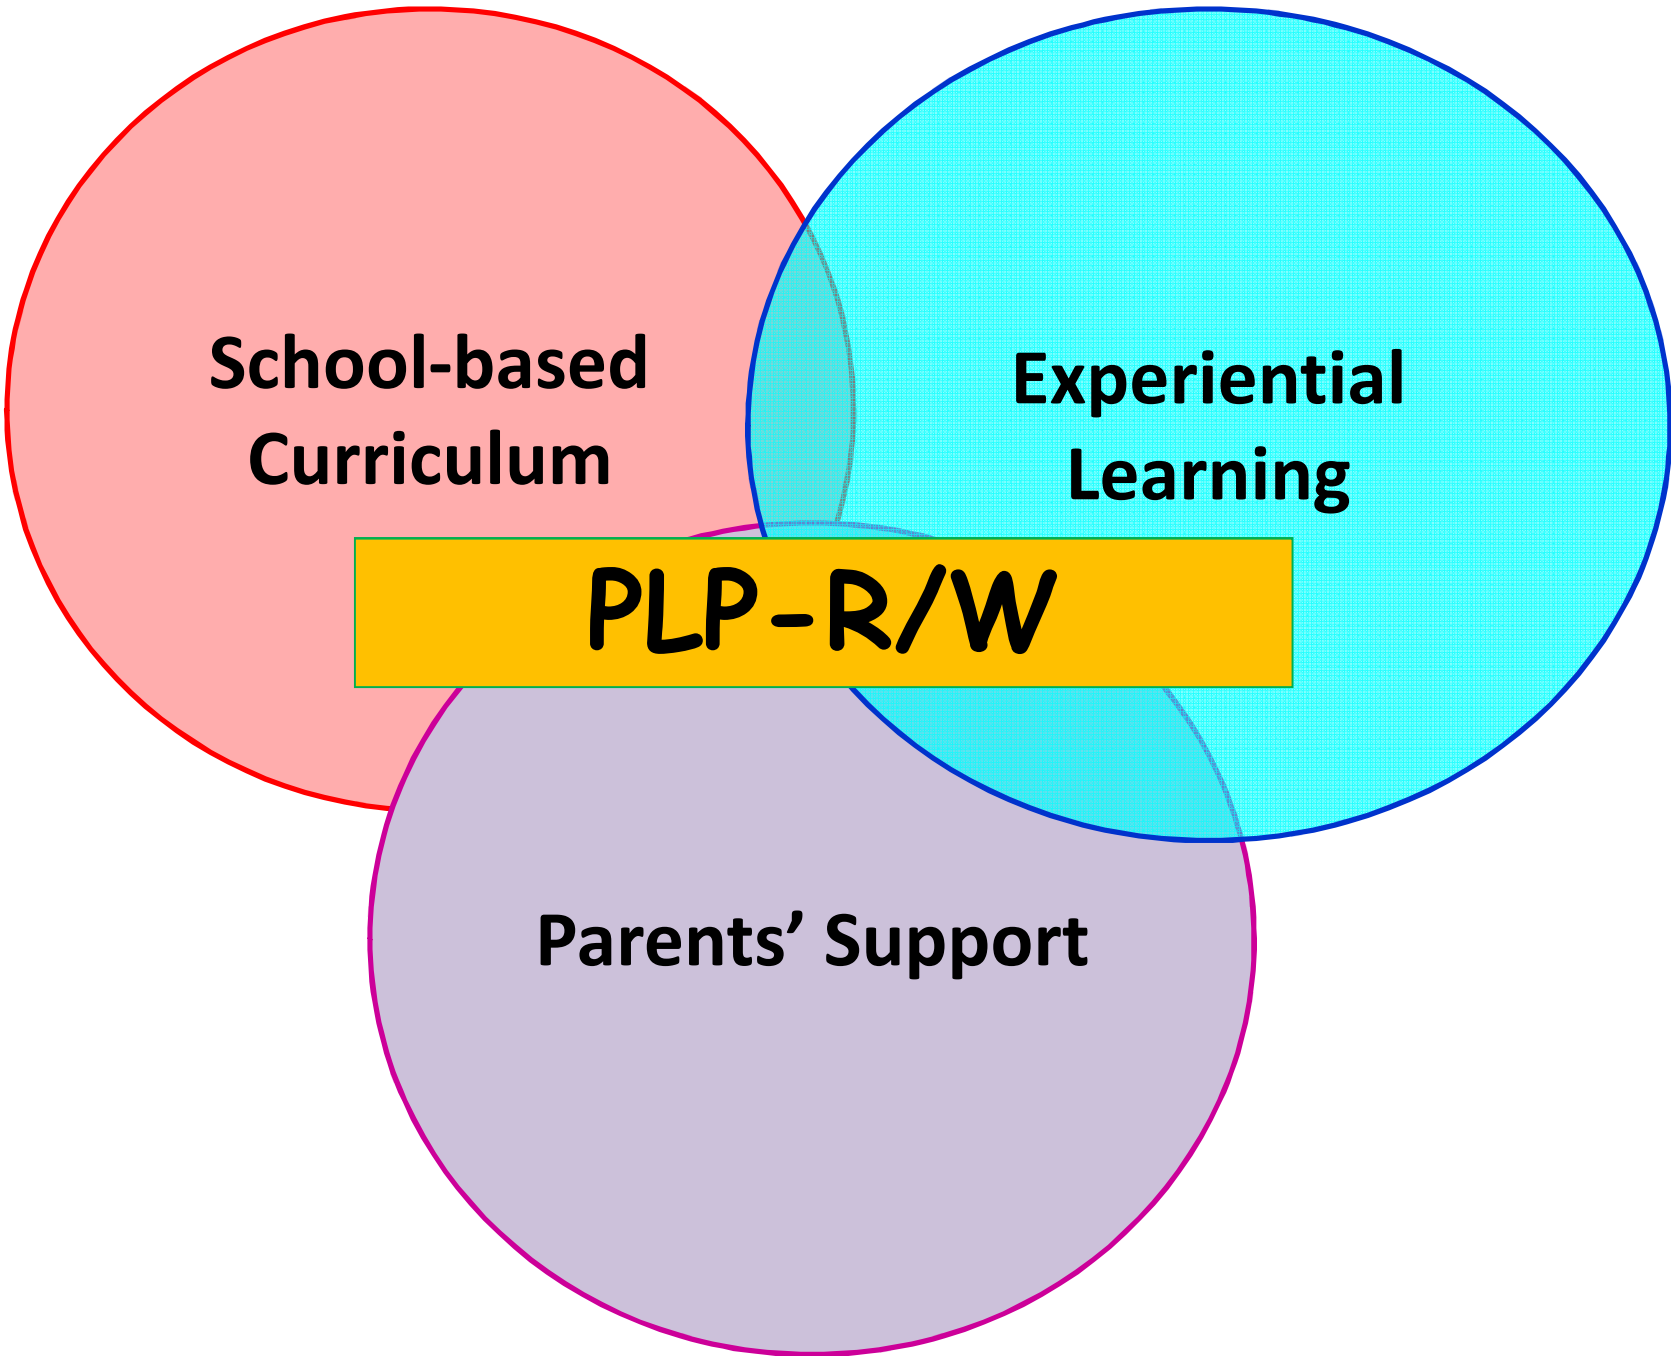 School-based
Curriculum
Experiential
Learning
PLP-R/W
Parents’ Support